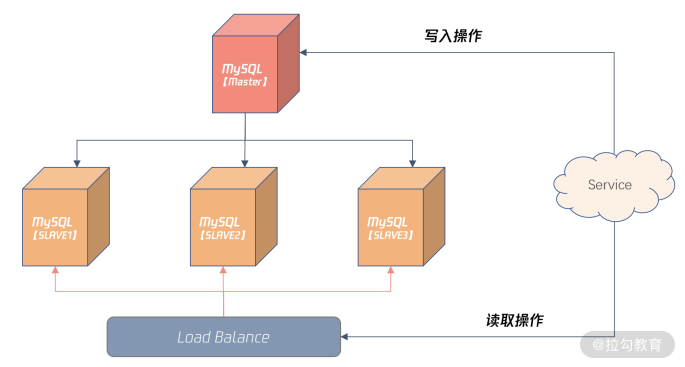 写入操作
MySQL
【Master】
Service
MySQL
【SLAVE1】
MySQL
【SLAVE2】
MySQL
【SLAVE3】
读取操作
Load Balance
@拉勾教育